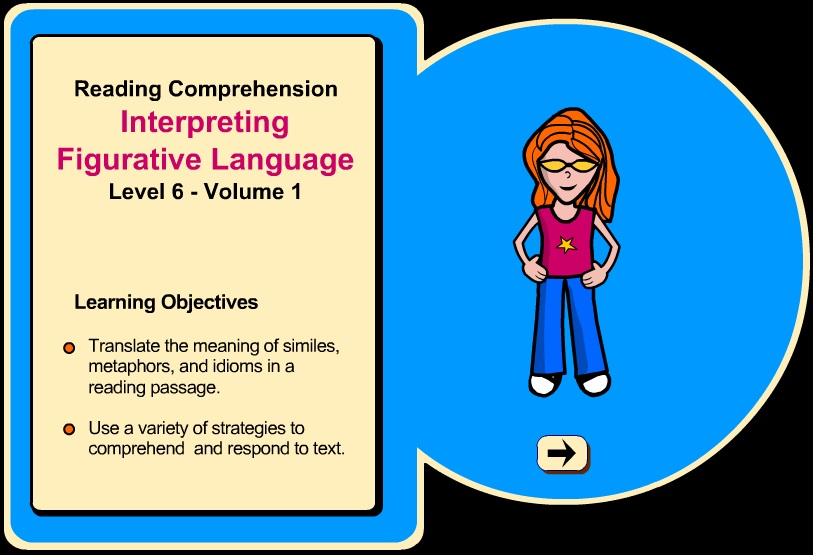 Reading Comprehension
Interpreting
Figurative Language
Level 6 - Volume 1
Learning Objectives
Translate the meaning of similes,
metaphors, and idioms in a
reading passage.
Use a variety of strategies to
comprehend and respond to text.